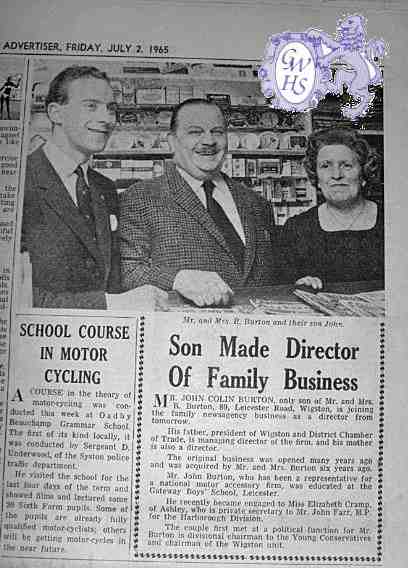 ADVERTISER, FRIDAY, JULY 2, 1965
GWHS
Mr. and Mrs. R. Burton and their son John.
SCHOOL COURSE
IN MOTOR
CYCLING
A COURSE in the theory of
motor-cycling was con-
ducted this week at Oadby
Beauchamp Grammar School.
The first of its kind locally, it
was conducted by Sergeant D.
Underwood, of the Syston police
traffic department.
He visited the school for the
last four days of the term and
showed films and lectured some
20 Sixth Form pupils. Some of
the pupils are already fully
qualified motor-cyclists; others
will be getting motor-cycles in
the near future.
Son Made Director
Of Family Business
MR. JOHN COLIN BURTON, only son of Mr. and Mrs.
R. Burton, 89, Leicester Road, Wigston, is joining
the family newsagency business as a director from
tomorrow.
His father, president of Wigston and District Chamber
of Trade, is managing director of the firm, and his mother
is also a director.
The original business was opened many years ago
and was acquired by Mr. and Mrs. Burton six years ago.
Mr. John Burton, who has been a representative for
a national motor accessory firm, was educated at the
Gateway Boys' School, Leicester.
He recently became engaged to Miss Elizabeth Cramp,
of Ashley, who is private secretary to Mr. John Farr, M.P.
for the Harborough Division.
The couple first met at a political function for Mr.
Burton is divisional chairman to the Young Conservatives
and chairman of the Wigston unit.